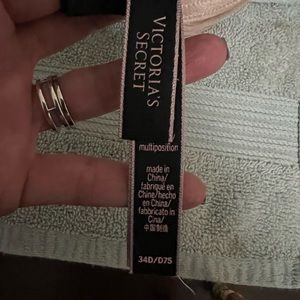 VICTORIA'S
SECRET
multiposition
made in
China/
fabriqué en
Chine/hecho
en China/
fabbricato in
Cina/
中国制造
34D/D75